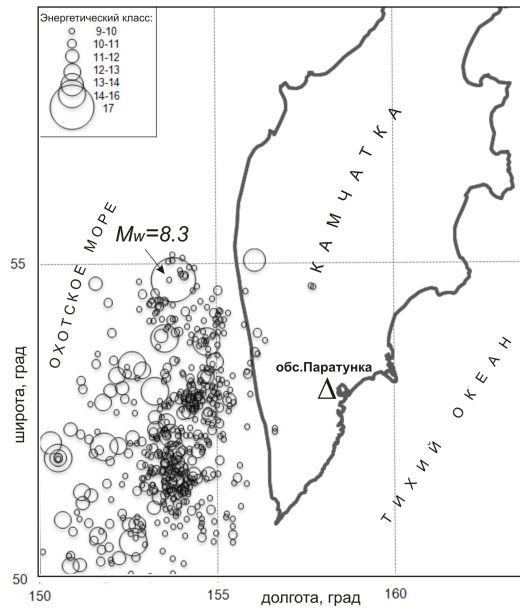 Энергетический класс:
9-10
10-11
11-12
12-13
13-14
14-16
17
КАМЧАТКА
ОХОТСКОЕ МОРЕ
Mw=8.3
55
обс.Паратунка
Δ
ТИХИЙ ОКЕАН
широта, град
50
150
155
160
долгота, град